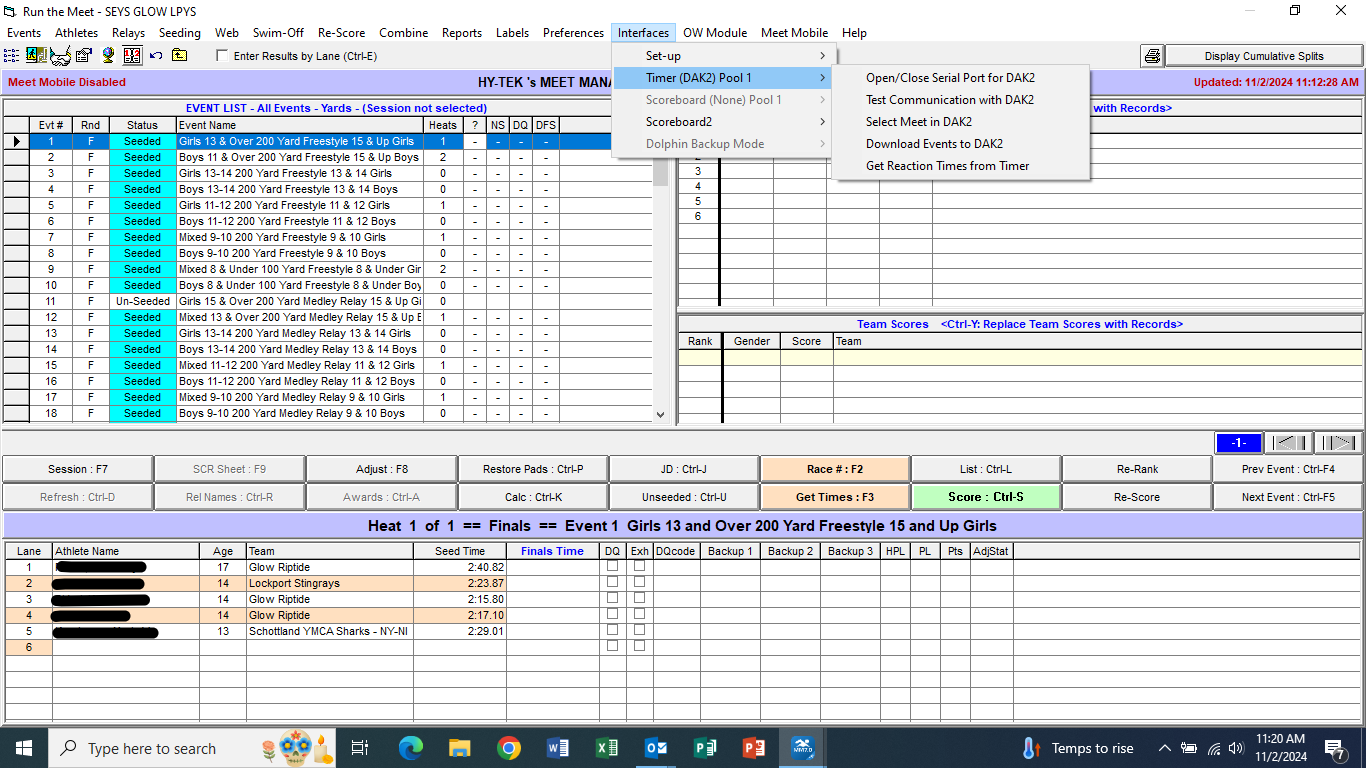 Run the Meet - SEYS GLOW LPYS
Events Athletes Relays Seeding Web Swim-Off Re-Score Combine Reports Labels Preferences Interfaces OW Module Meet Mobile Help
Enter Results by Lane (Ctrl-E)
Display Cumulative Splits
Set-up
Timer (DAK2) Pool 1
Scoreboard (None) Pool 1
Scoreboard2
Dolphin Backup Mode
Open/Close Serial Port for DAK2
Test Communication with DAK2
Select Meet in DAK2
Download Events to DAK2
Get Reaction Times from Timer
Meet Mobile Disabled
HY-TEK 's MEET MANA
Updated: 11/2/2024 11:12:28 AM
EVENT LIST - All Events - Yards - (Session not selected)
with Records>
Evt # Rnd Status Event Name Heats ? NS DQ DFS
1 F Seeded Girls 13 & Over 200 Yard Freestyle 15 & Up Girls 1 - - - -
2 F Seeded Boys 11 & Over 200 Yard Freestyle 15 & Up Boys 2 - - - -
3 F Seeded Girls 13-14 200 Yard Freestyle 13 & 14 Girls 0 - - - -
4 F Seeded Boys 13-14 200 Yard Freestyle 13 & 14 Boys 0 - - - -
5 F Seeded Girls 11-12 200 Yard Freestyle 11 & 12 Girls 1 - - - -
6 F Seeded Boys 11-12 200 Yard Freestyle 11 & 12 Boys 0 - - - -
7 F Seeded Mixed 9-10 200 Yard Freestyle 9 & 10 Girls 1 - - - -
8 F Seeded Boys 9-10 200 Yard Freestyle 9 & 10 Boys 0 - - - -
9 F Seeded Mixed 8 & Under 100 Yard Freestyle 8 & Under Gir 2 - - - -
10 F Seeded Boys 8 & Under 100 Yard Freestyle 8 & Under Boy 0 - - - -
11 F Un-Seeded Girls 15 & Over 200 Yard Medley Relay 15 & Up Gi
12 F Seeded Mixed 13 & Over 200 Yard Medley Relay 15 & Up E 1 - - - -
13 F Seeded Girls 13-14 200 Yard Medley Relay 13 & 14 Girls 0 - - - -
14 F Seeded Boys 13-14 200 Yard Medley Relay 13 & 14 Boys 0 - - - -
15 F Seeded Mixed 11-12 200 Yard Medley Relay 11 & 12 Girls 1 - - - -
16 F Seeded Boys 11-12 200 Yard Medley Relay 11 & 12 Boys 0 - - - -
17 F Seeded Mixed 9-10 200 Yard Medley Relay 9 & 10 Girls 1 - - - -
18 F Seeded Boys 9-10 200 Yard Medley Relay 9 & 10 Boys 0 - - - -
3
4
5
6
Team Scores <Ctrl-Y: Replace Team Scores with Records>
Rank Gender Score Team
-1-
Session : F7 SCR Sheet : F9 Adjust : F8 Restore Pads : Ctrl-P JD : Ctrl-J Race # : F2 List : Ctrl-L Re-Rank Prev Event : Ctrl-F4
Refresh : Ctrl-D Rel Names : Ctrl-R Awards : Ctrl-A Calc : Ctrl-K Unseeded : Ctrl-U Get Times : F3 Score : Ctrl-S Re-Score Next Event : Ctrl-F5
Heat 1 of 1 == Finals == Event 1 Girls 13 and Over 200 Yard Freestyle 15 and Up Girls
Lane Athlete Name Age Team Seed Time Finals Time DQ Exh DQcode Backup 1 Backup 2 Backup 3 HPL PL Pts AdjStat
1 17 Glow Riptide 2:40.82
2 14 Lockport Stingrays 2:23.87
3 14 Glow Riptide 2:15.80
4 14 Glow Riptide 2:17.10
5 13 Schottland YMCA Sharks - NY-NI 2:29.01
6
Type here to search
Temps to rise
11:20 AM
11/2/2024
7